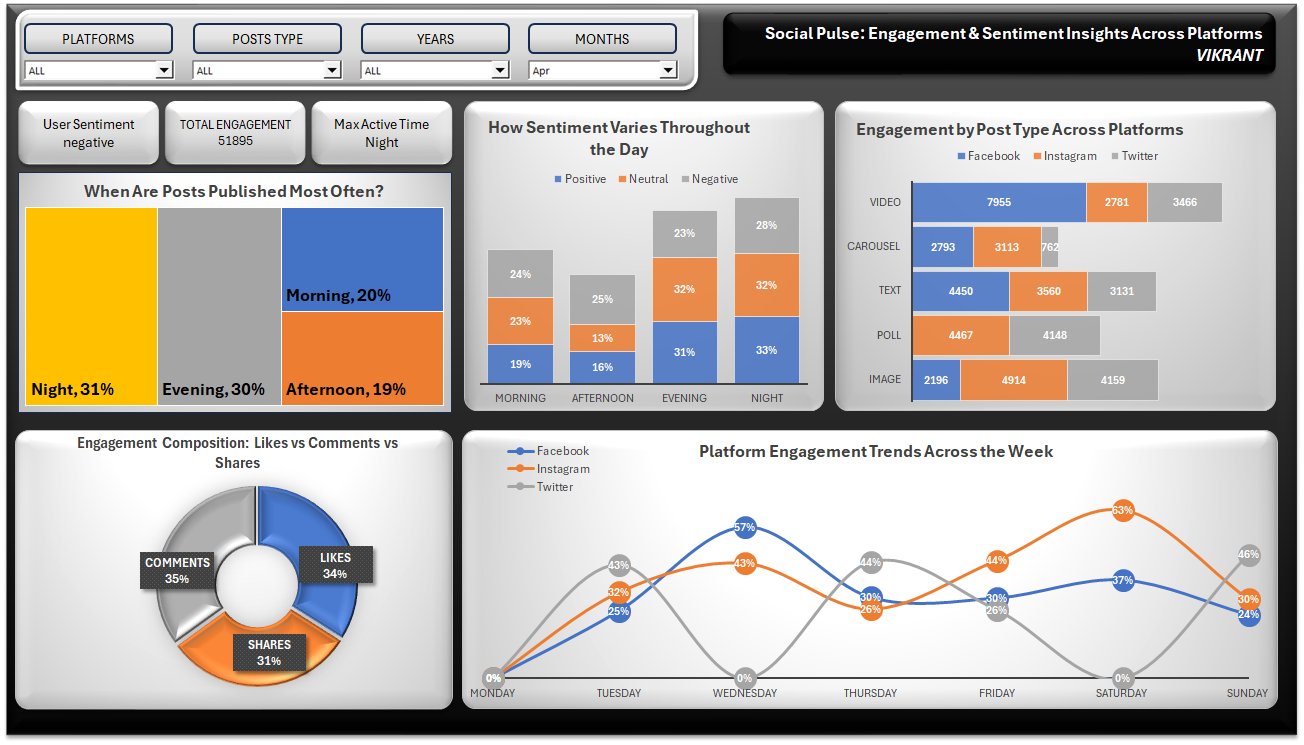 PLATFORMS
POSTS TYPE
YEARS
MONTHS
ALL
ALL
ALL
Apr
Social Pulse: Engagement & Sentiment Insights Across Platforms
VIKRANT
User Sentiment
negative
TOTAL ENGAGEMENT
51895
Max Active Time
Night
When Are Posts Published Most Often?
Night, 31%
Evening, 30%
Morning, 20%
Afternoon, 19%
How Sentiment Varies Throughout
the Day
Positive Neutral Negative
24%
23%
19%
25%
13%
16%
23%
32%
31%
28%
32%
33%
MORNING AFTERNOON EVENING NIGHT
Engagement by Post Type Across Platforms
Facebook Instagram Twitter
VIDEO 7955 2781 3466
CAROUSEL 2793 3113 762
TEXT 4450 3560 3131
POLL 4467 4148
IMAGE 2196 4914 4159
Engagement Composition: Likes vs Comments vs
Shares
COMMENTS
35%
LIKES
34%
SHARES
31%
Platform Engagement Trends Across the Week
Facebook
Instagram
Twitter
0%
43%
32%
25%
57%
43%
0%
44%
30%
26%
44%
30%
26%
63%
37%
0%
46%
30%
24%
MONDAY TUESDAY WEDNESDAY THURSDAY FRIDAY SATURDAY SUNDAY